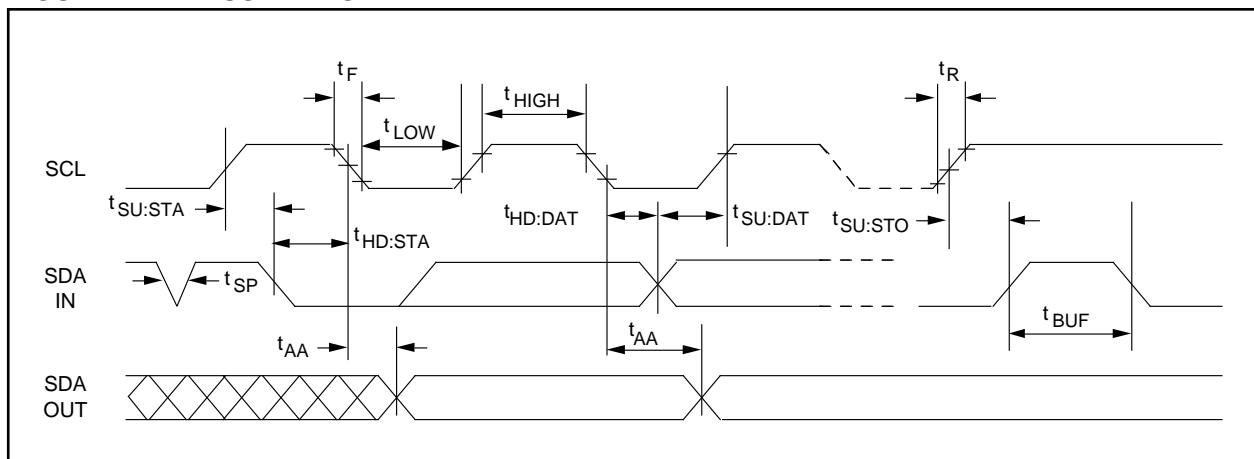 tF
tR
tHIGH
tLOW
SCL
tSU:STA
tHD:DAT
tSU:DAT
tSU:STO
tHD:STA
SDA
IN
tSP
tBUF
tAA
tAA
SDA
OUT